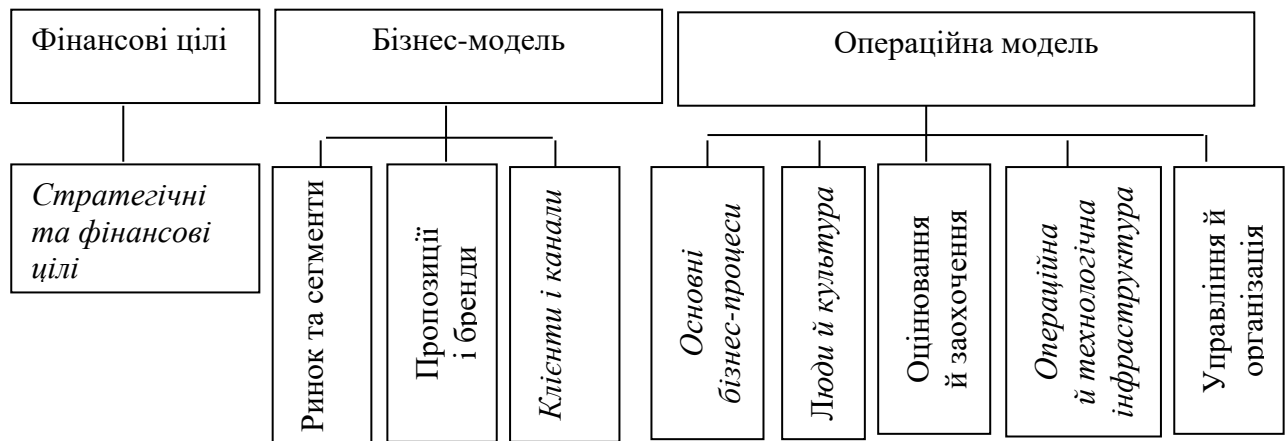 Фінансові цілі
Бізнес-модель
Операційна модель
Стратегічні
та фінансові
цілі
Ринок та сегменти
Пропозиції
і бренди
Клієнти і канали
Основні
бізнес-процеси
Люди й культура
Оцінювання
й заохочення
Операційна
й технологічна
інфраструктура
Управління й
організація